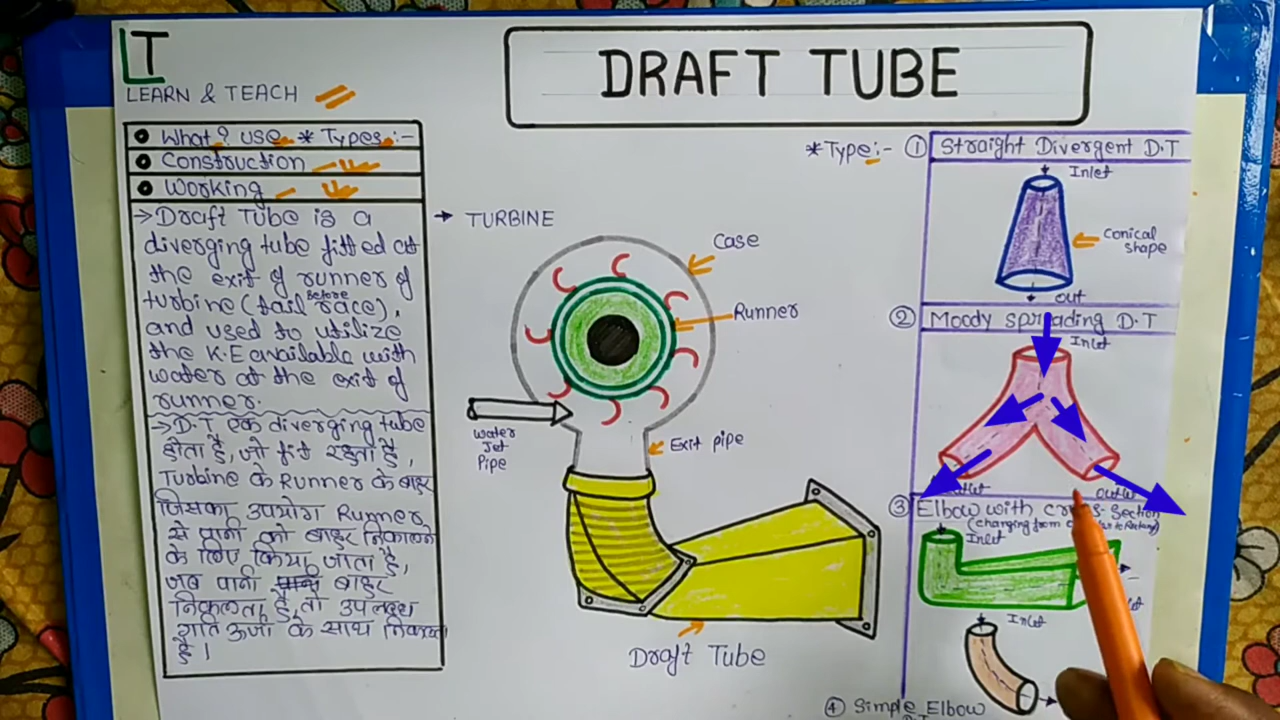 LT
LEARN & TEACH
DRAFT TUBE
What? use * Types :-
Construction
Working
→ Draft Tube is a
diverging tube fitted at
the exit of runner of
before
turbine (tail race),
and used to utilize
the K.E available with
water at the exit of
runner.
→ D.T एक diverging tube
होता है, जो fit रहता है,
Turbine के Runner के बाहर
जिसका उपयोग Runner
से पानी को बाहर निकालने
के लिए किया जाता है,
जब पानी बाहर
निकलता है, तो उपलब्ध
गति ऊर्जा के साथ निकलता
है।
→ TURBINE
Case
Runner
Water
Jet
Pipe
Exit pipe
Draft Tube
* Type :- ① Straight Divergent D.T
Inlet
Conical
shape
out
② Moody spreading D.T
Inlet
outlet
③ Elbow with cross-section
(changing from
Inlet
Inlet
④ Simple Elbow
D.T